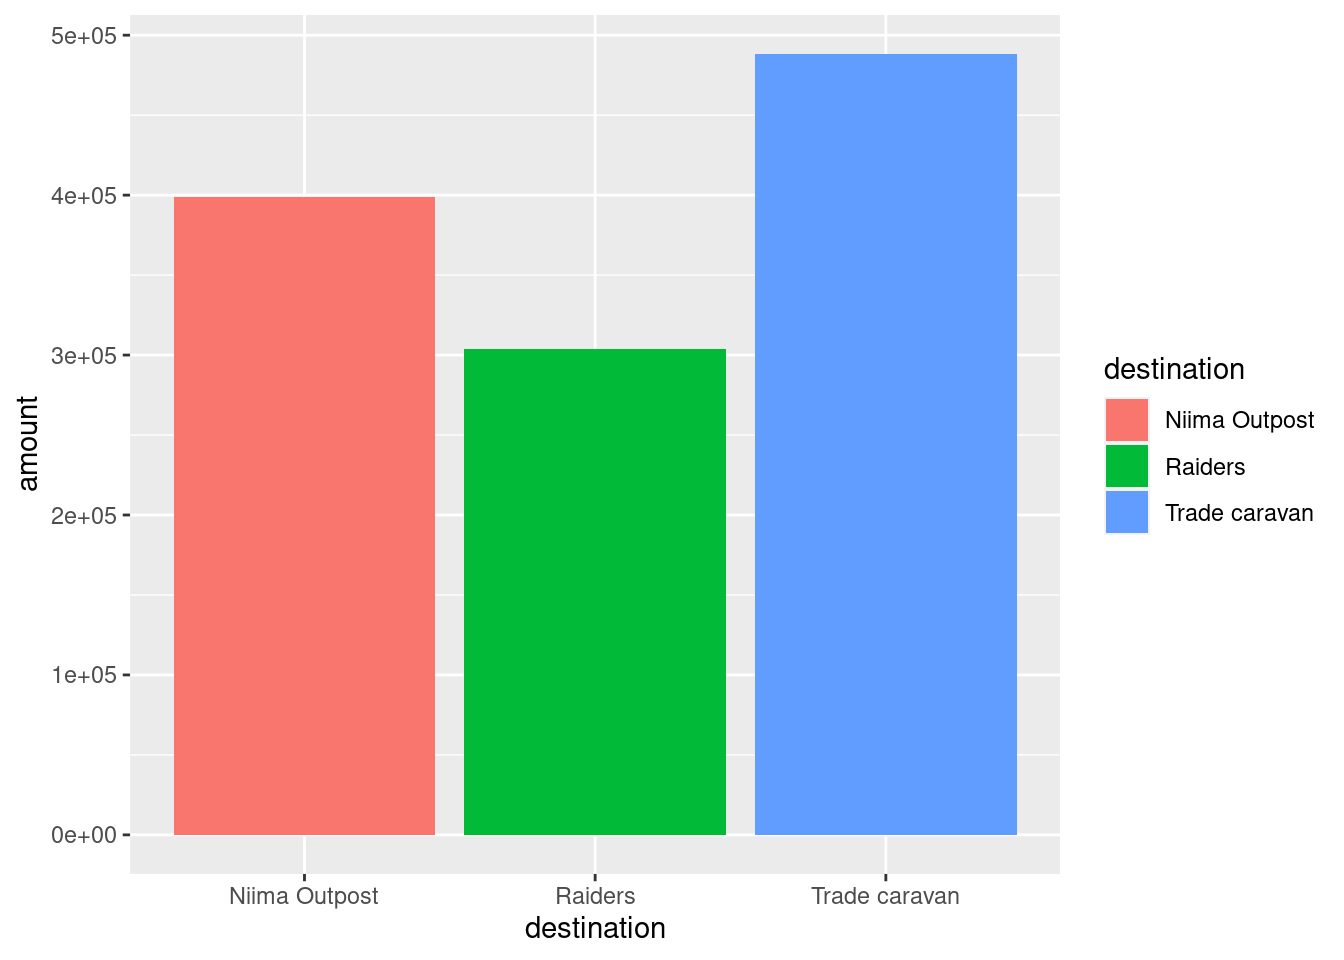 5e+05
4e+05
3e+05
2e+05
1e+05
0e+00
amount
Niima Outpost
Raiders
Trade caravan
destination
destination
Niima Outpost
Raiders
Trade caravan